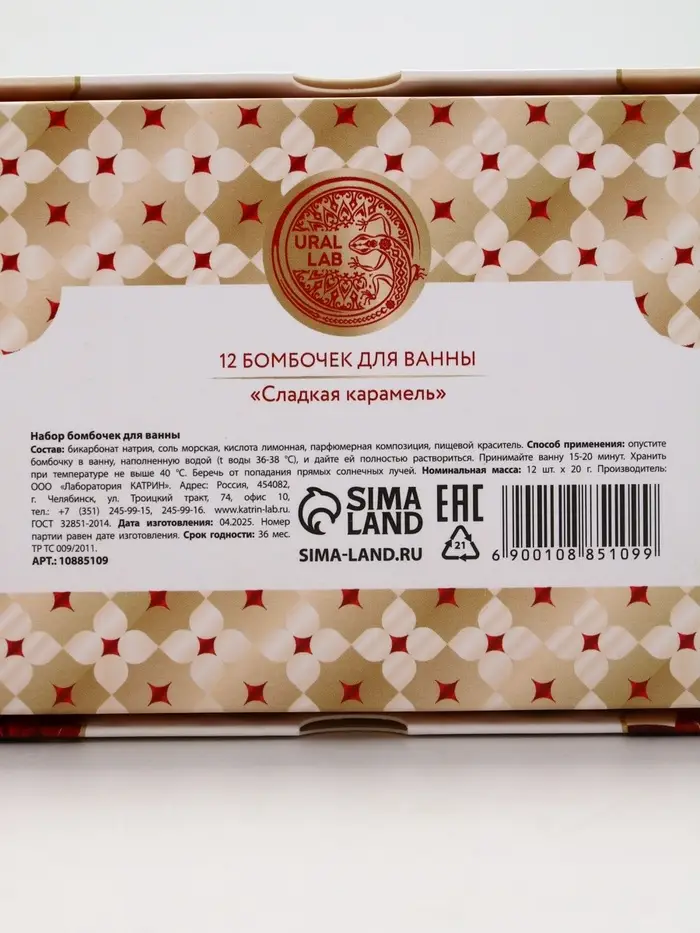 URAL
LAB
12 БОМБОЧЕК ДЛЯ ВАННЫ
«Сладкая карамель»
Набор бомбочек для ванны
Состав: бикарбонат натрия, соль морская, кислота лимонная, парфюмерная композиция, пищевой краситель. Способ применения: опустите
бомбочку в ванну, наполненную водой (t воды 36-38 °C), и дайте ей полностью раствориться. Принимайте ванну 15-20 минут. Хранить
при температуре не выше 40 °C. Беречь от попадания прямых солнечных лучей. Номинальная масса: 12 шт. х 20 г. Производитель:
ООО «Лаборатория КАТРИН». Адрес: Россия, 454082,
г. Челябинск, ул. Троицкий тракт, 74, офис 10,
тел.: +7 (351) 245-99-15, 245-99-16. www.katrin-lab.ru.
ГОСТ 32851-2014. Дата изготовления: 04.2025. Номер
партии равен дате изготовления. Срок годности: 36 мес.
ТР ТС 009/2011.
АРТ.: 10885109
SIMA
LAND
SIMA-LAND.RU
EAC
21
6 900108 851099